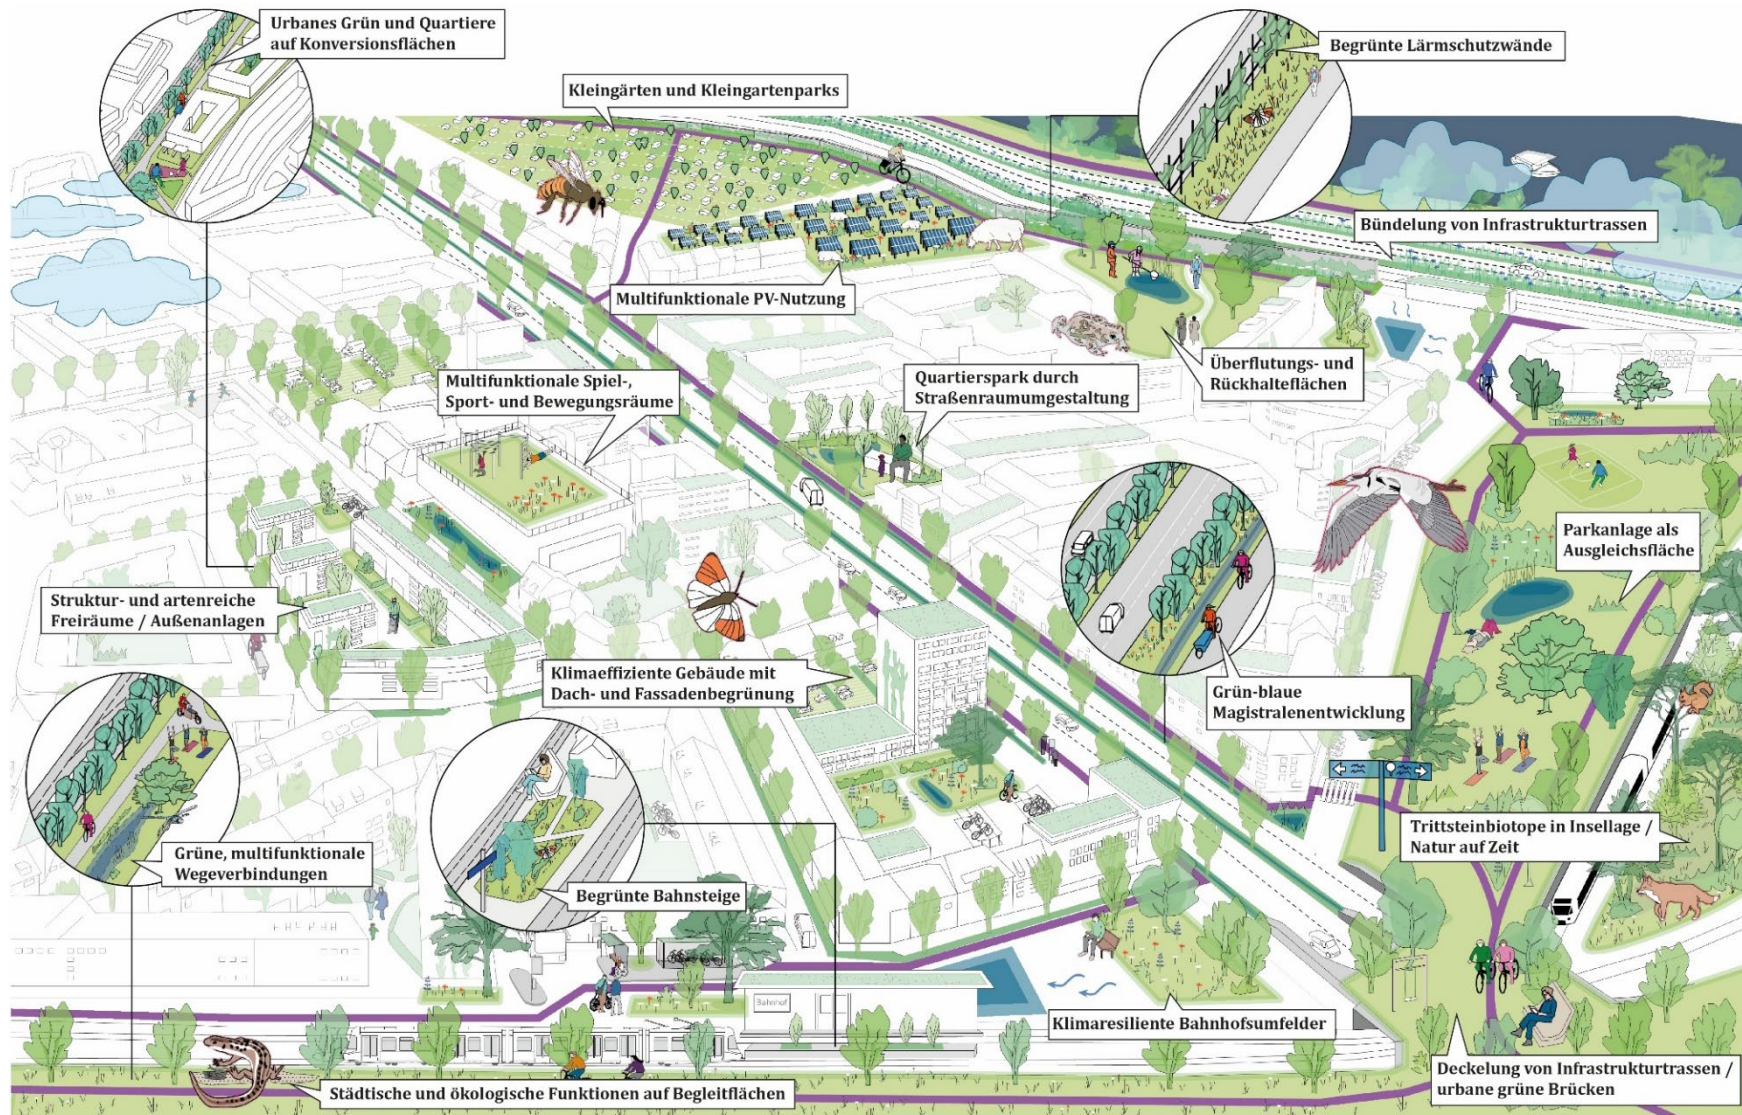 Urbanes Grün und Quartiere
auf Konversionsflächen
Begrünte Lärmschutzwände
Kleingärten und Kleingartenparks
Bündelung von Infrastrukturtrassen
Multifunktionale PV-Nutzung
Überflutungs- und
Rückhalteflächen
Multifunktionale Spiel-,
Sport- und Bewegungsräume
Quartierspark durch
Straßenraumumgestaltung
Parkanlage als
Ausgleichsfläche
Struktur- und artenreiche
Freiräume / Außenanlagen
Klimaeffiziente Gebäude mit
Dach- und Fassadenbegrünung
Grün-blaue
Magistralenentwicklung
Trittsteinbiotope in Insellage /
Natur auf Zeit
Grüne, multifunktionale
Wegeverbindungen
Begrünte Bahnsteige
Bahnhof
Klimaresiliente Bahnhofsumfelder
Deckelung von Infrastrukturtrassen /
urbane grüne Brücken
Städtische und ökologische Funktionen auf Begleitflächen